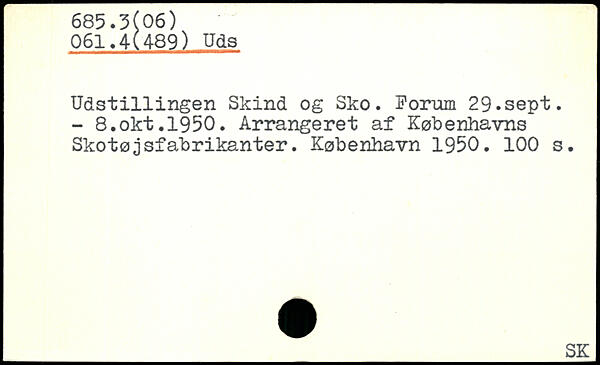 685.3(06)
061.4(489) Uds
Udstillingen Skind og Sko. Forum 29.sept.
- 8.okt.1950. Arrangeret af Københavns
Skotøjsfabrikanter. København 1950. 100 s.
SK